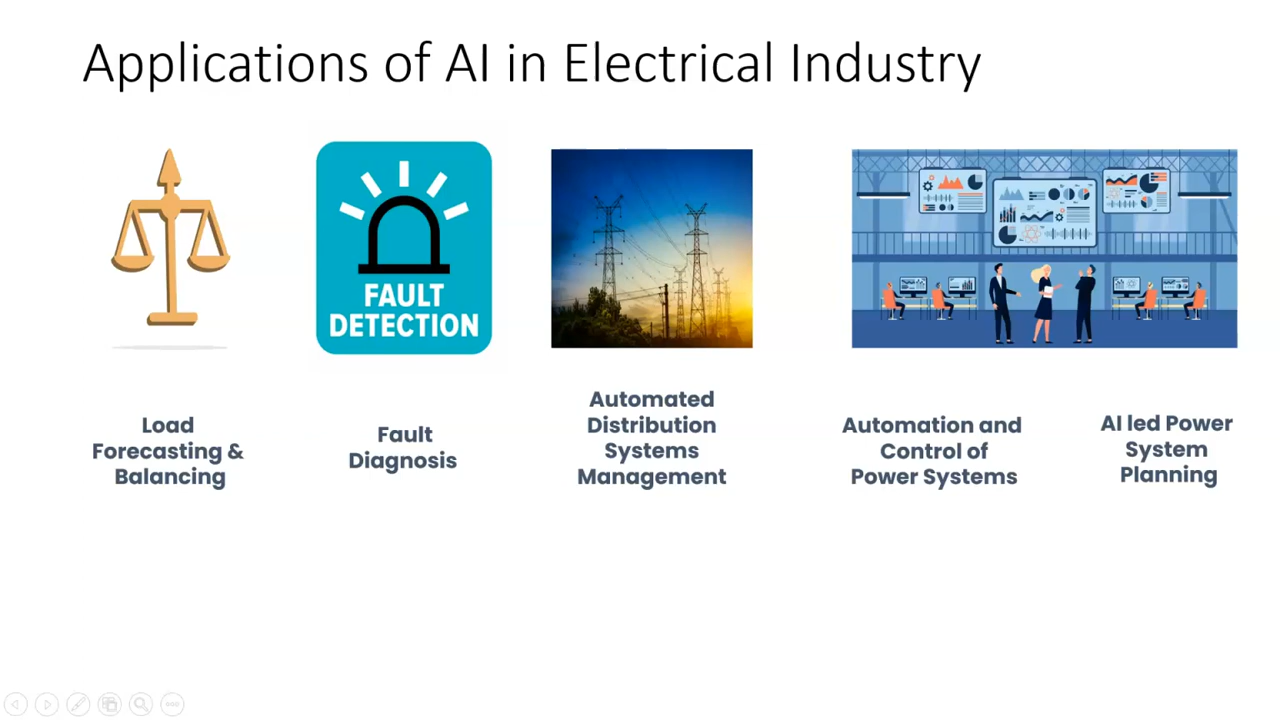 Applications of AI in Electrical Industry
FAULT
DETECTION
Load
Forecasting &
Balancing
Fault
Diagnosis
Automated
Distribution
Systems
Management
Automation and
Control of
Power Systems
AI led Power
System
Planning